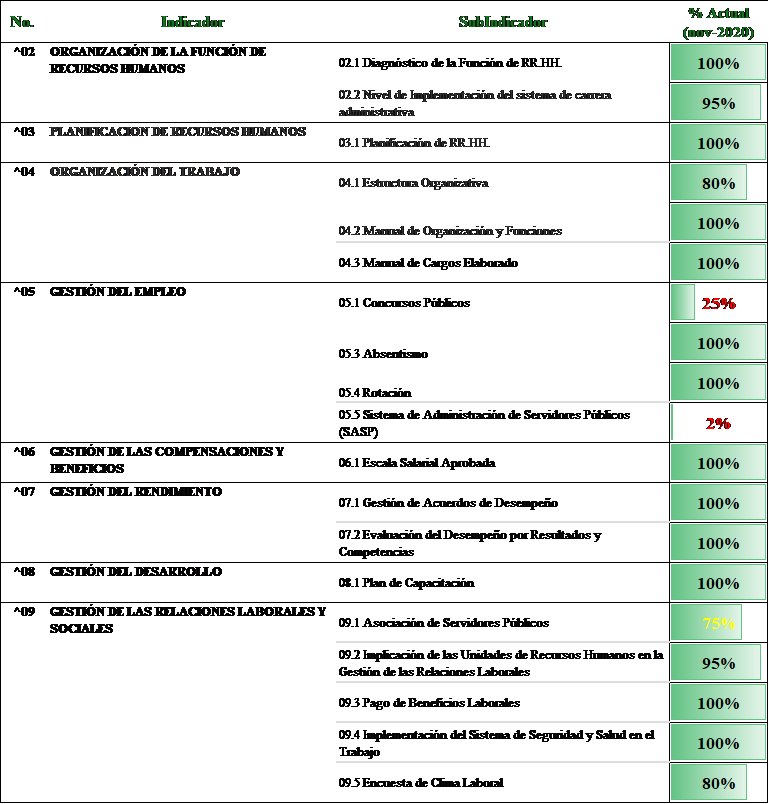 No. Indicador SubIndicador % Actual
(nov-2020)
^02 ORGANIZACIÓN DE LA FUNCIÓN DE
RECURSOS HUMANOS
02.1 Diagnóstico de la Función de RR.HH. 100%
02.2 Nivel de Implementación del sistema de carrera
administrativa 95%
^03 PLANIFICACION DE RECURSOS HUMANOS
03.1 Planificación de RR.HH. 100%
^04 ORGANIZACIÓN DEL TRABAJO
04.1 Estructura Organizativa 80%
04.2 Manual de Organización y Funciones 100%
04.3 Manual de Cargos Elaborado 100%
^05 GESTIÓN DEL EMPLEO
05.1 Concursos Públicos 25%
05.3 Absentismo 100%
05.4 Rotación 100%
05.5 Sistema de Administración de Servidores Públicos
(SASP) 2%
^06 GESTIÓN DE LAS COMPENSACIONES Y
BENEFICIOS
06.1 Escala Salarial Aprobada 100%
^07 GESTIÓN DEL RENDIMIENTO
07.1 Gestión de Acuerdos de Desempeño 100%
07.2 Evaluación del Desempeño por Resultados y
Competencias 100%
^08 GESTIÓN DEL DESARROLLO
08.1 Plan de Capacitación 100%
^09 GESTIÓN DE LAS RELACIONES LABORALES Y
SOCIALES
09.1 Asociación de Servidores Públicos 75%
09.2 Implicación de las Unidades de Recursos Humanos en la
Gestión de las Relaciones Laborales 95%
09.3 Pago de Beneficios Laborales 100%
09.4 Implementación del Sistema de Seguridad y Salud en el
Trabajo 100%
09.5 Encuesta de Clima Laboral 80%